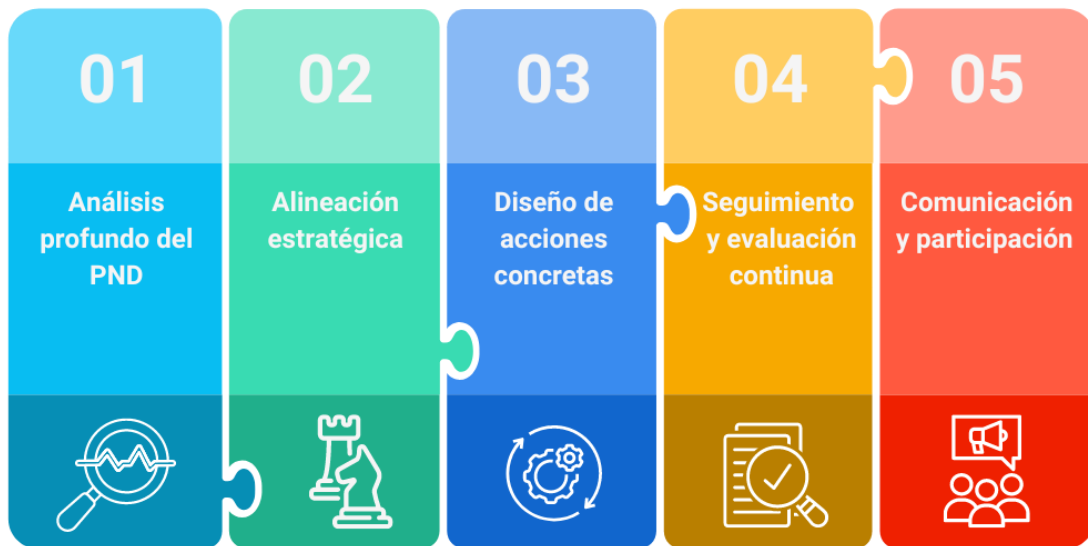 01
Análisis
profundo del
PND
02
Alineación
estratégica
03
Diseño de
acciones
concretas
04
Seguimiento
y evaluación
continua
05
Comunicación
y participación